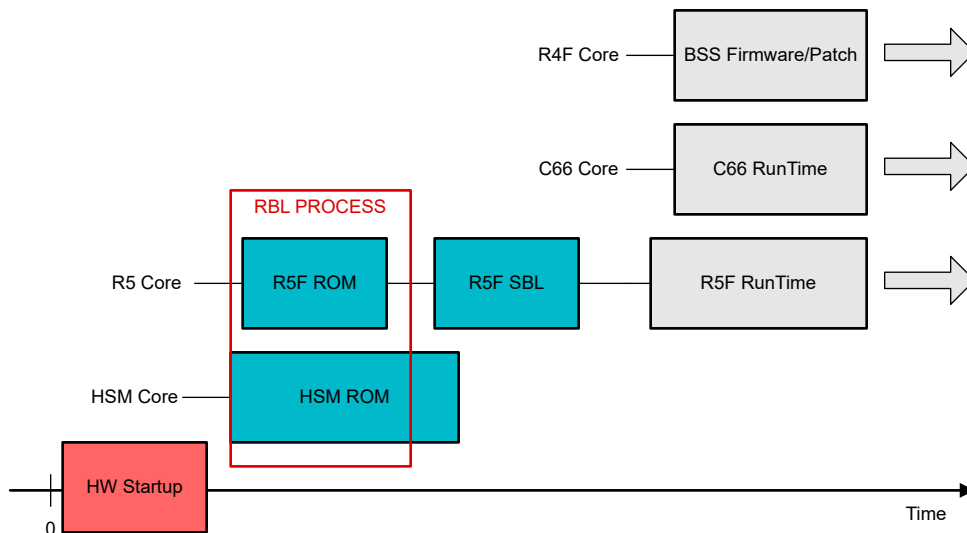 R4F Core
BSS Firmware/Patch
C66 Core
C66 RunTime
RBL PROCESS
R5 Core
R5F ROM
R5F SBL
R5F RunTime
HSM Core
HSM ROM
HW Startup
0
Time